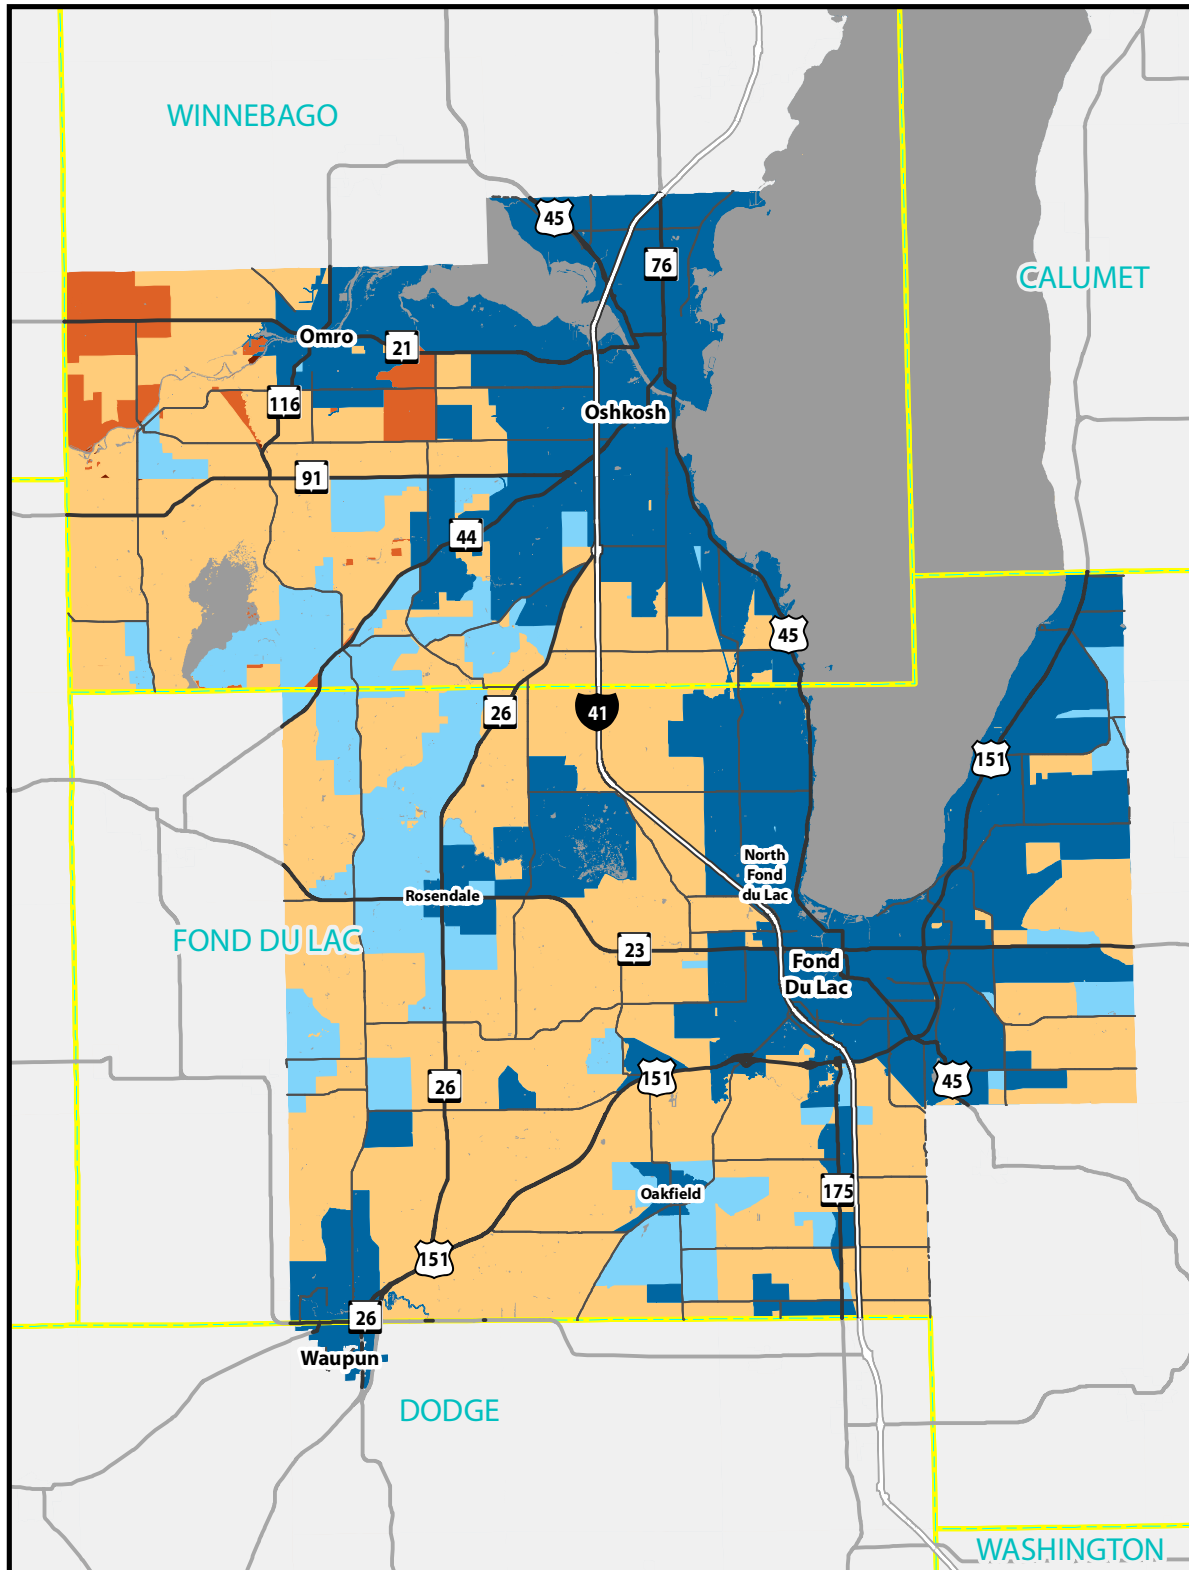 WINNEBAGO
45
76
CALUMET
Omro
21
116
Oshkosh
91
44
45
26
41
151
North
Fond
du Lac
Rosendale
FOND DU LAC
23
Fond
Du Lac
26
151
45
Oakfield
175
151
26
Waupun
DODGE
WASHINGTON